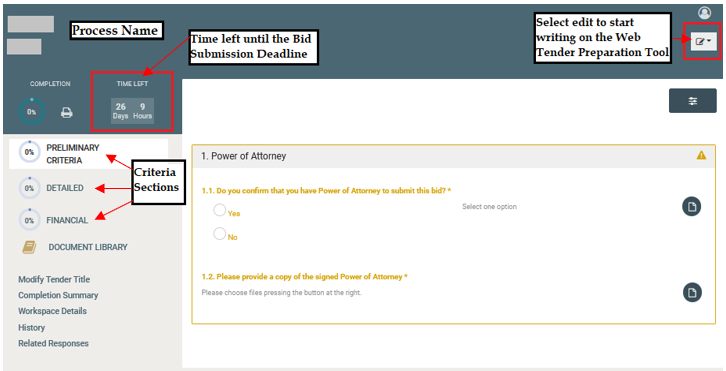 Process Name
Time left until the Bid
Submission Deadline
Select edit to start
writing on the Web
Tender Preparation Tool
COMPLETION
TIME LEFT
0%
26 9
Days Hours
0%
PRELIMINARY
CRITERIA
Criteria
Sections
0%
DETAILED
0%
FINANCIAL
DOCUMENT LIBRARY
Modify Tender Title
Completion Summary
Workspace Details
History
Related Responses
1. Power of Attorney
1.1. Do you confirm that you have Power of Attorney to submit this bid? *
Yes
Select one option
No
1.2. Please provide a copy of the signed Power of Attorney *
Please choose files pressing the button at the right.